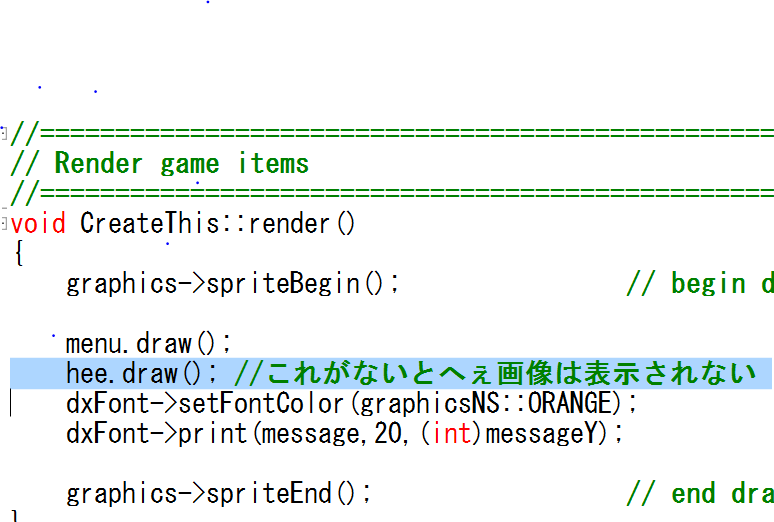 //=================================================
// Render game items
//=================================================
void CreateThis::render()
{
    graphics->spriteBegin();                // begin d
    menu.draw();
    hee.draw(); //これがないとへぇ画像は表示されない
    dxFont->setFontColor(graphicsNS::ORANGE);
    dxFont->print(message,20,(int)messageY);
    graphics->spriteEnd();                  // end dra
}